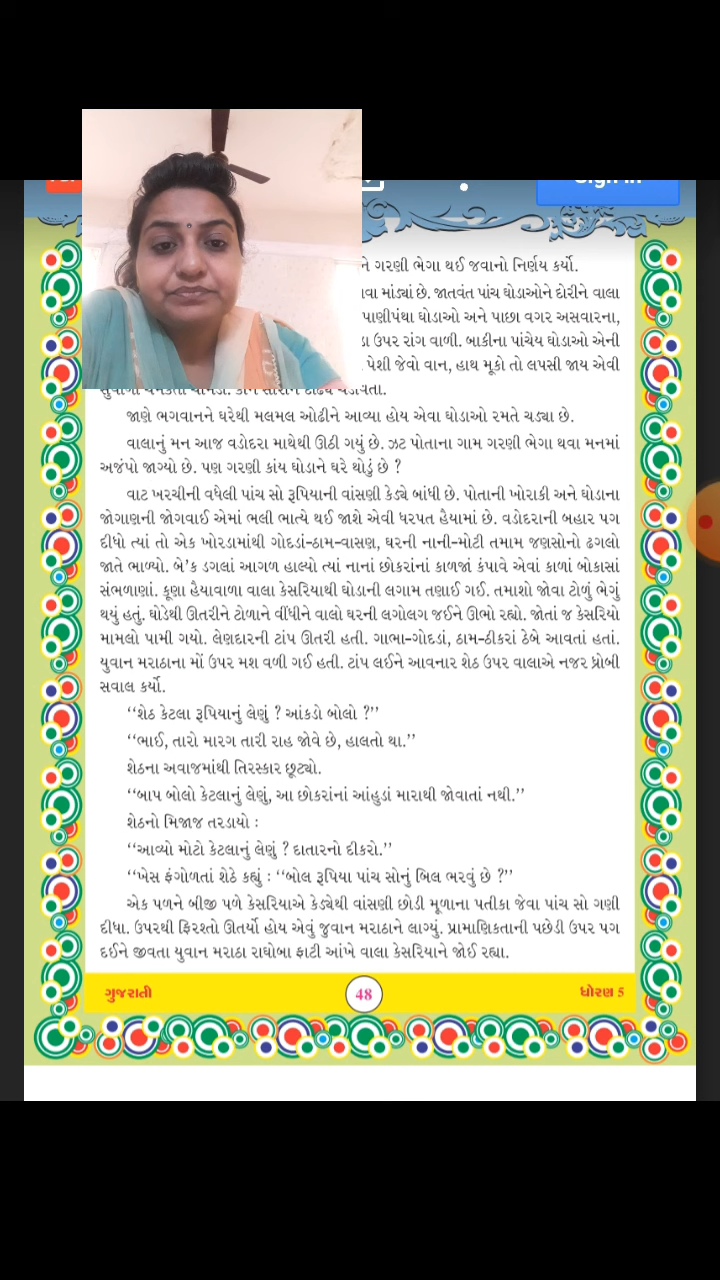 Sign in
ને ગરણી ભેગા થઈ જવાનો નિર્ણય કર્યો.
વા માંડ્યાં છે. જાતવંત પાંચ ઘોડાઓને દોરીને વાલા
પાણીપંથા ઘોડાઓ અને પાછા વગર અસવારના,
ડા ઉપર રાંગ વાળી. બાકીના પાંચેય ઘોડાઓ એની
પેશી જેવો વાન, હાથ મૂકો તો લપસી જાય એવી
જાણે ભગવાનને ઘરેથી મલમલ ઓઢીને આવ્યા હોય એવા ઘોડાઓ રમતે ચડ્યા છે.
વાલાનું મન આજ વડોદરા માથેથી ઊઠી ગયું છે. ઝટ પોતાના ગામ ગરણી ભેગા થવા મનમાં
અજંપો જાગ્યો છે. પણ ગરણી કાંય ઘોડાને ઘરે થોડું છે ?
વાટ ખરચીની વધેલી પાંચ સો રૂપિયાની વાંસણી કેડ્યે બાંધી છે. પોતાની ખોરાકી અને ઘોડાના
જોગાણની જોગવાઈ એમાં ભલી ભાત્યે થઈ જાશે એવી ધરપત હૈયામાં છે. વડોદરાની બહાર પગ
દીધો ત્યાં તો એક ખોરડામાંથી ગોદડાં-ઠામ-વાસણ, ઘરની નાની-મોટી તમામ જણસોનો ઢગલો
જાતે ભાળ્યો. બે'ક ડગલાં આગળ હાલ્યો ત્યાં નાનાં છોકરાંનાં કાળજાં કંપાવે એવાં કાળાં બોકાસાં
સંભળાણાં. કૂણા હૈયાવાળા વાલા કેસરિયાથી ઘોડાની લગામ તણાઈ ગઈ. તમાશો જોવા ટોળું ભેગું
થયું હતું. ઘોડેથી ઊતરીને ટોળાને વીંધીને વાલો ઘરની લગોલગ જઈને ઊભો રહ્યો. જોતાં જ કેસરિયો
મામલો પામી ગયો. લેણદારની ટાંપ ઊતરી હતી. ગાભા-ગોદડાં, ઠામ-ઠીકરાં ઠેબે આવતાં હતાં.
યુવાન મરાઠાના મોં ઉપર મશ વળી ગઈ હતી. ટાંપ લઈને આવનાર શેઠ ઉપર વાલાએ નજર પ્રોબી
સવાલ કર્યો.
‘‘શેઠ કેટલા રૂપિયાનું લેણું ? આંકડો બોલો ?’’
‘‘ભાઈ, તારો મારગ તારી રાહ જોવે છે, હાલતો થા.’’
શેઠના અવાજમાંથી તિરસ્કાર છૂટ્યો.
‘‘બાપ બોલો કેટલાનું લેણું, આ છોકરાંનાં આંહુડાં મારાથી જોવાતાં નથી.’’
શેઠનો મિજાજ તરડાયો :
‘‘આવ્યો મોટો કેટલાનું લેણું ? દાતારનો દીકરો.’’
‘‘ખેસ ફંગોળતાં શેઠે કહ્યું : ‘‘બોલ રૂપિયા પાંચ સોનું બિલ ભરવું છે ?’’
એક પળને બીજી પળે કેસરિયાએ કેડ્યેથી વાંસણી છોડી મૂળાના પતીકા જેવા પાંચ સો ગણી
દીધા. ઉપરથી ફિરશ્તો ઊતર્યો હોય એવું જુવાન મરાઠાને લાગ્યું. પ્રામાણિકતાની પછેડી ઉપર પગ
દઈને જીવતા યુવાન મરાઠા રાઘોબા ફાટી આંખે વાલા કેસરિયાને જોઈ રહ્યા.
ગુજરાતી
48
ધોરણ 5